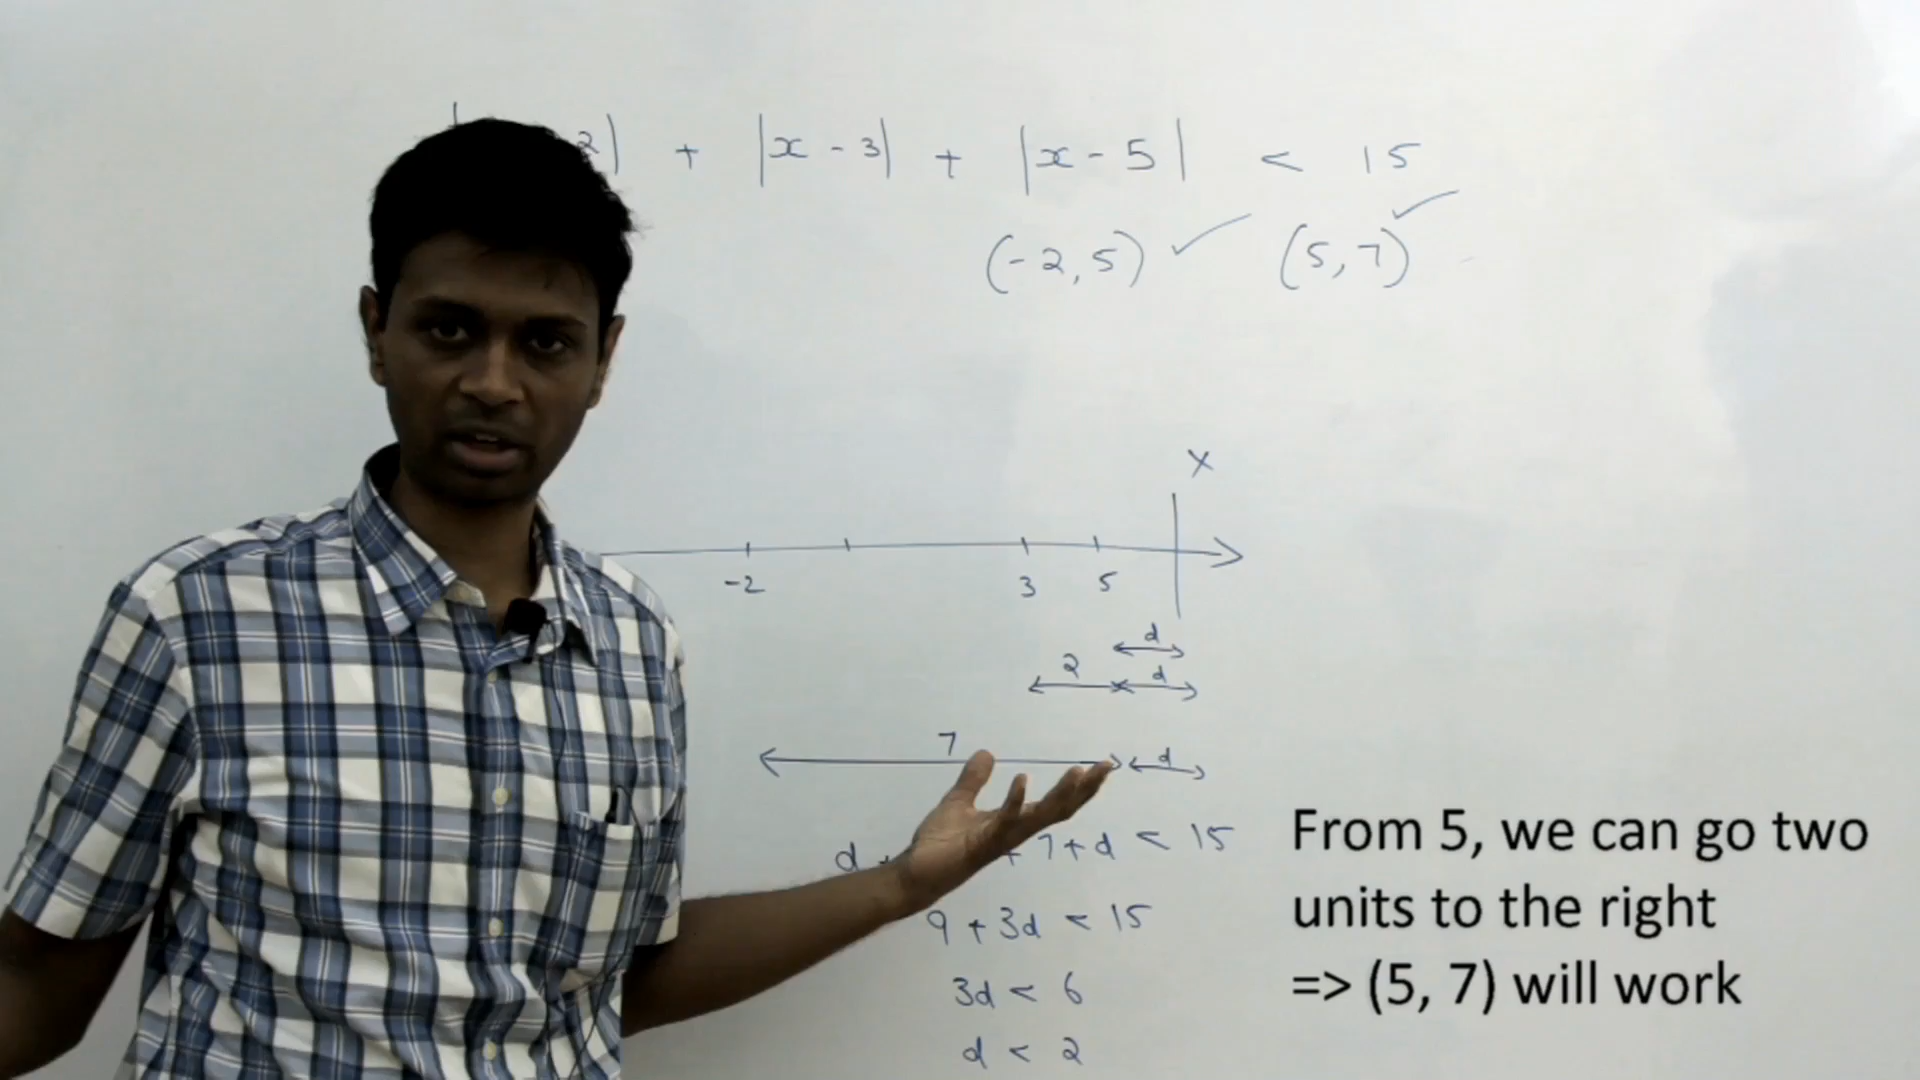 2| + |x - 3| + |x - 5| < 15
(-2, 5) ✓ (5, 7) ✓
X
-2 3 5
d
2 d
7 d
d + + 7 + d < 15
9 + 3d < 15
3d < 6
d < 2
From 5, we can go two
units to the right
=> (5, 7) will work